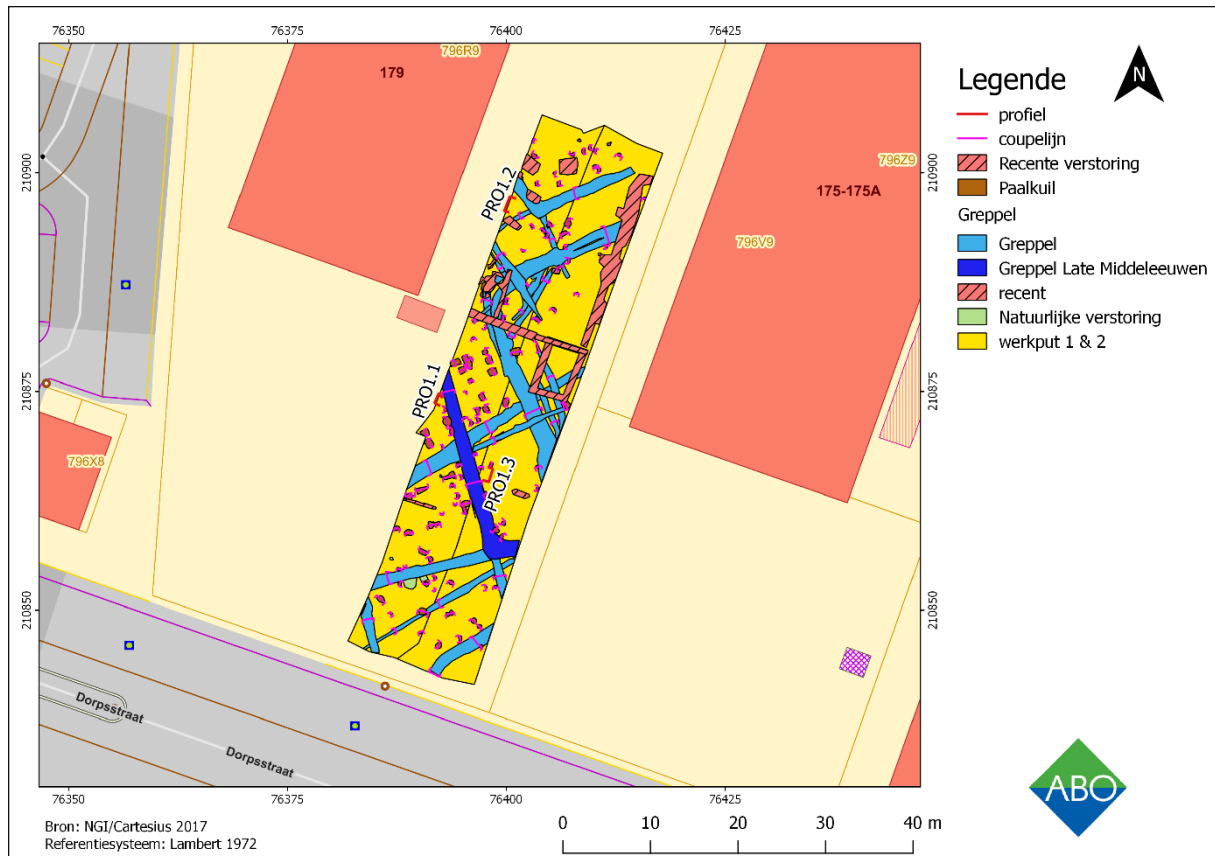 76350
76375
76400
76425
796R9
179
Legende
N
profiel
coupelijn
Recente verstoring
Paalkuil
Greppel
Greppel
Greppel Late Middeleeuwen
recent
Natuurlijke verstoring
werkput 1 & 2
210900
210900
796Z9
175-175A
PRO1.2
796V9
210875
210875
PRO1.1
796X8
PRO1.3
210850
210850
Dorpsstraat
Dorpsstraat
76350
76375
76400
76425
Bron: NGI/Cartesius 2017
Referentiesysteem: Lambert 1972
0 10 20 30 40 m
ABO